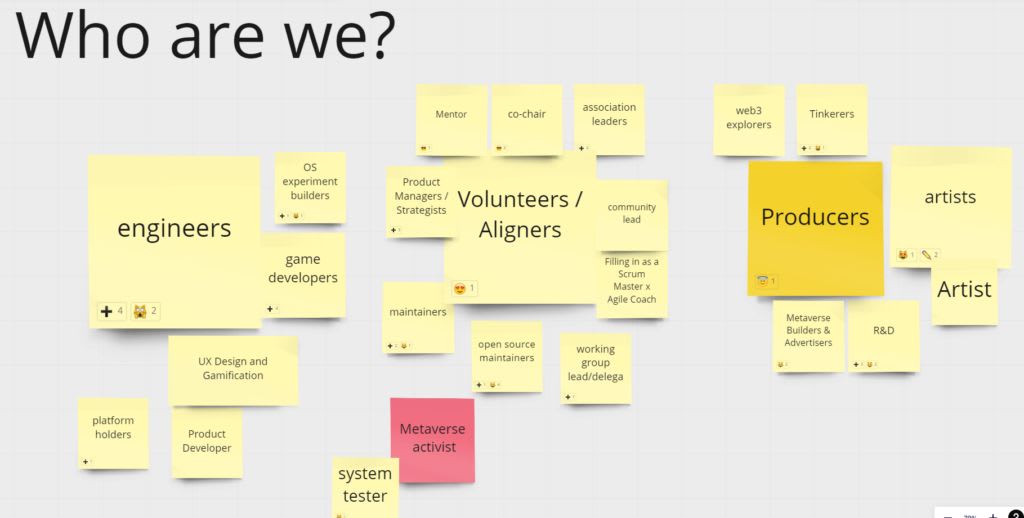 Who are we?
Mentor
co-chair
association
leaders
web3
explorers
Tinkerers
engineers
4
2
OS
experiment
builders
game
developers
Product
Managers /
Strategists
Volunteers /
Aligners
1
community
lead
Filling in as a
Scrum
Master x
Agile Coach
Producers
1
artists
1
2
Artist
maintainers
open source
maintainers
working
group
lead/delega
Metaverse
Builders &
Advertisers
R&D
UX Design and
Gamification
platform
holders
Product
Developer
Metaverse
activist
system
tester